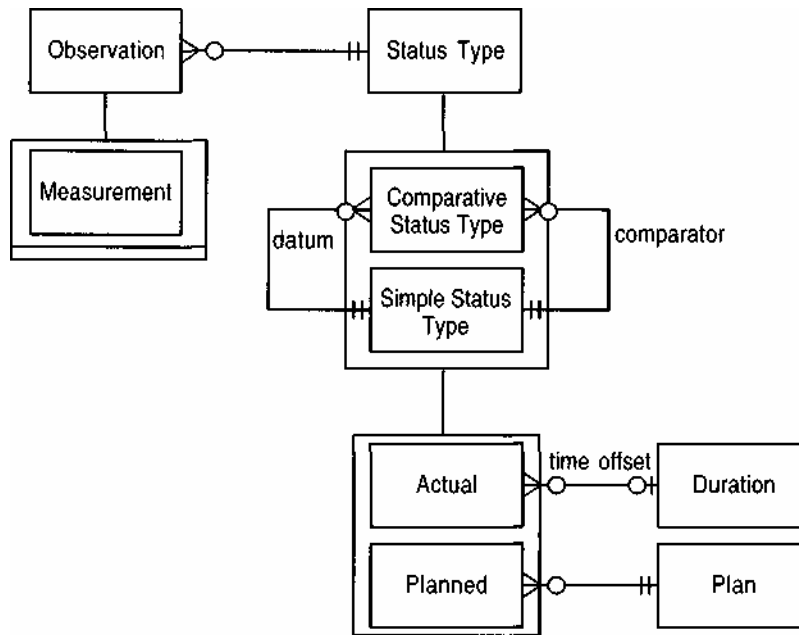 Observation
Status Type
Measurement
Comparative
Status Type
datum
comparator
Simple Status
Type
time offset
Actual
Duration
Planned
Plan